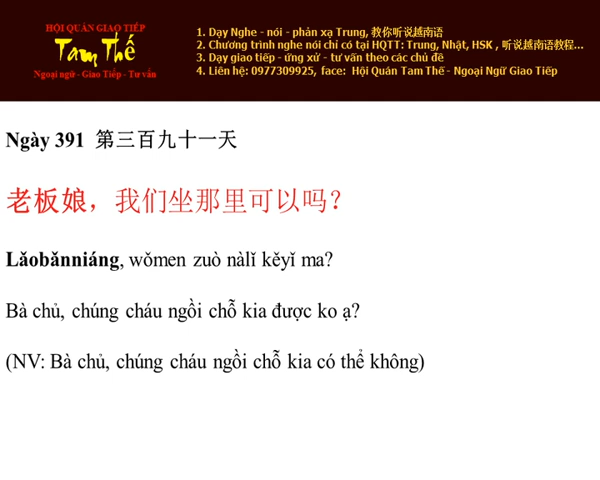 HỘI QUÁN GIAO TIẾP
Tam Thế
Ngoại ngữ - Giao Tiếp - Tư vấn
1. Dạy Nghe - nói - phản xạ Trung, 教你听说越南语
2. Chương trình nghe nói chỉ có tại HQTT: Trung, Nhật, HSK , 听说越南语教程...
3. Dạy giao tiếp - ứng xử - tư vấn theo các chủ đề
4. Liên hệ: 0977309925, face: Hội Quán Tam Thế - Ngoại Ngữ Giao Tiếp
Ngày 391 第三百九十一天
老板娘，我们坐那里可以吗?
Lǎobǎnniáng, wǒmen zuò nàlǐ kěyǐ ma?
Bà chủ, chúng cháu ngồi chỗ kia được ko ạ?
(NV: Bà chủ, chúng cháu ngồi chỗ kia có thể không)